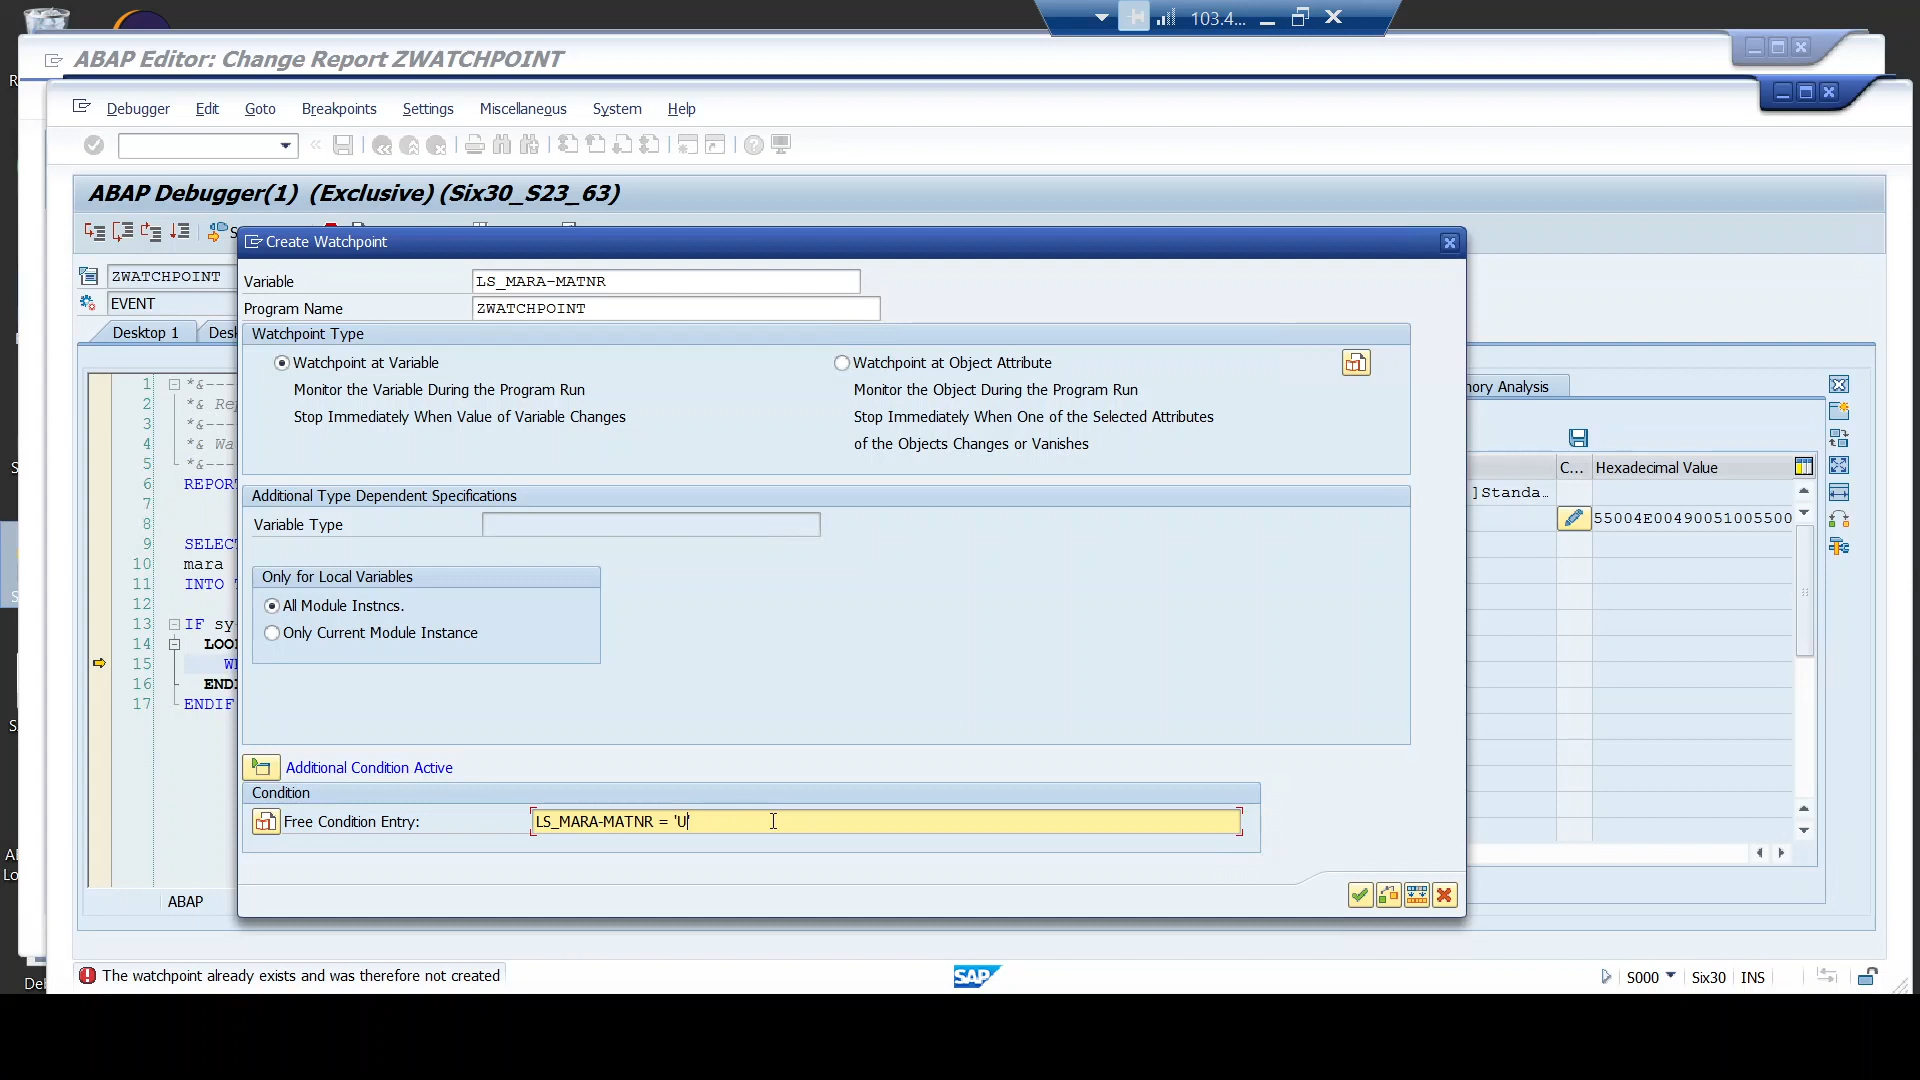 103.4...
ABAP Editor: Change Report ZWATCHPOINT
Debugger Edit Goto Breakpoints Settings Miscellaneous System Help
ABAP Debugger(1) (Exclusive) (Six30_S23_63)
Create Watchpoint
Variable LS_MARA-MATNR
ZWATCHPOINT
Program Name ZWATCHPOINT
EVENT
Watchpoint Type
Desktop 1
Watchpoint at Variable Watchpoint at Object Attribute
Monitor the Variable During the Program Run Monitor the Object During the Program Run
Stop Immediately When Value of Variable Changes Stop Immediately When One of the Selected Attributes
of the Objects Changes or Vanishes
Analysis
C... Hexadecimal Value
]Standa...
55004E00490051005500
1 *&---
2 *&
3 *&---
4 *&
5 *&---
6 REPORT
7
8
9 SELECT
10 mara
11 INTO
12
13 IF
14
15
16
17 ENDIF
Additional Type Dependent Specifications
Variable Type
Only for Local Variables
All Module Instncs.
Only Current Module Instance
Additional Condition Active
Condition
Free Condition Entry: LS_MARA-MATNR = 'U'
ABAP
The watchpoint already exists and was therefore not created
SAP
S000 Six30 INS